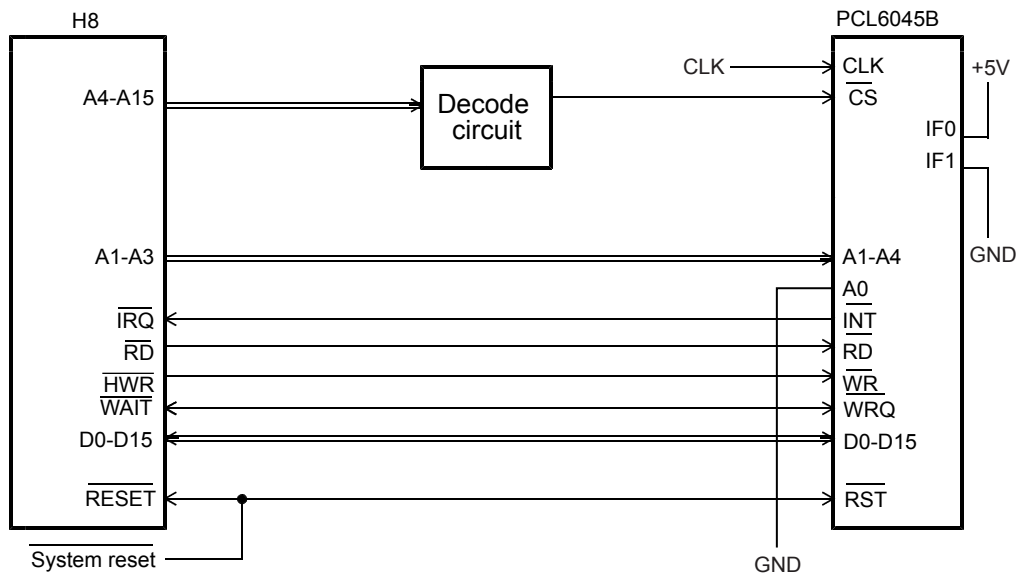 H8
PCL6045B
A4-A15
Decode
circuit
CLK
CLK
CS
+5V
IF0
IF1
GND
A1-A3
A1-A4
A0
IRQ
INT
RD
RD
HWR
WR
WAIT
WRQ
D0-D15
D0-D15
RESET
RST
System reset
GND